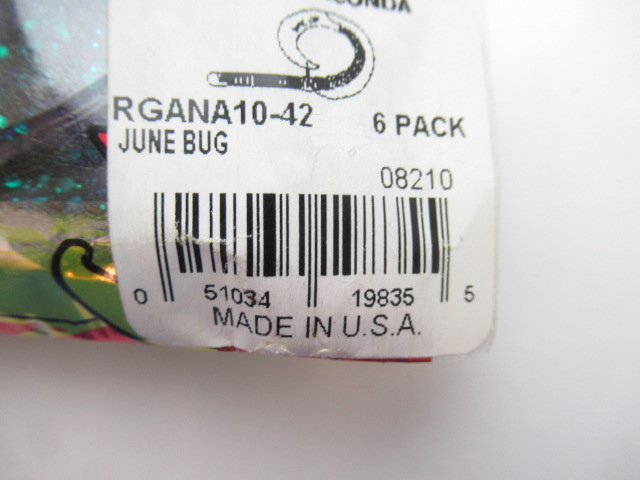 RGANA10-42 6 PACK
JUNE BUG
08210
0 51034 19835 5
MADE IN U.S.A.